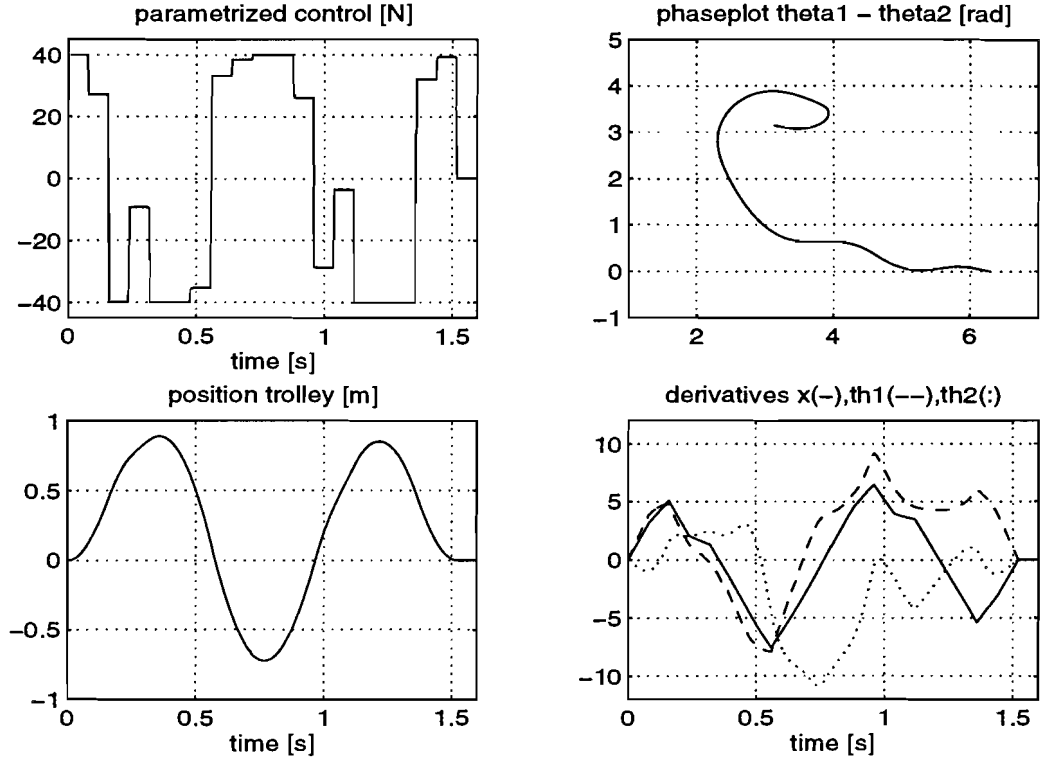 parametrized control [N]
40
20
0
−20
−40
0 0.5 1 1.5
time [s]
phaseplot theta1 − theta2 [rad]
5
4
3
2
1
0
−1
2 4 6
position trolley [m]
1
0.5
0
−0.5
−1
0 0.5 1 1.5
time [s]
derivatives x(−),th1(−−),th2(:)
10
5
0
−5
−10
0 0.5 1 1.5
time [s]